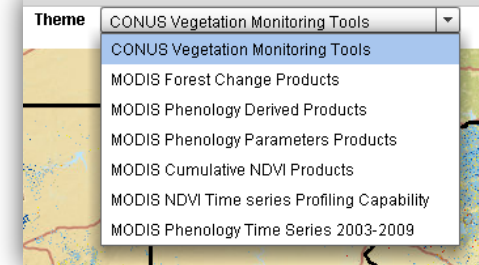 Theme CONUS Vegetation Monitoring Tools
CONUS Vegetation Monitoring Tools
MODIS Forest Change Products
MODIS Phenology Derived Products
MODIS Phenology Parameters Products
MODIS Cumulative NDVI Products
MODIS NDVI Time series Profiling Capability
MODIS Phenology Time Series 2003-2009